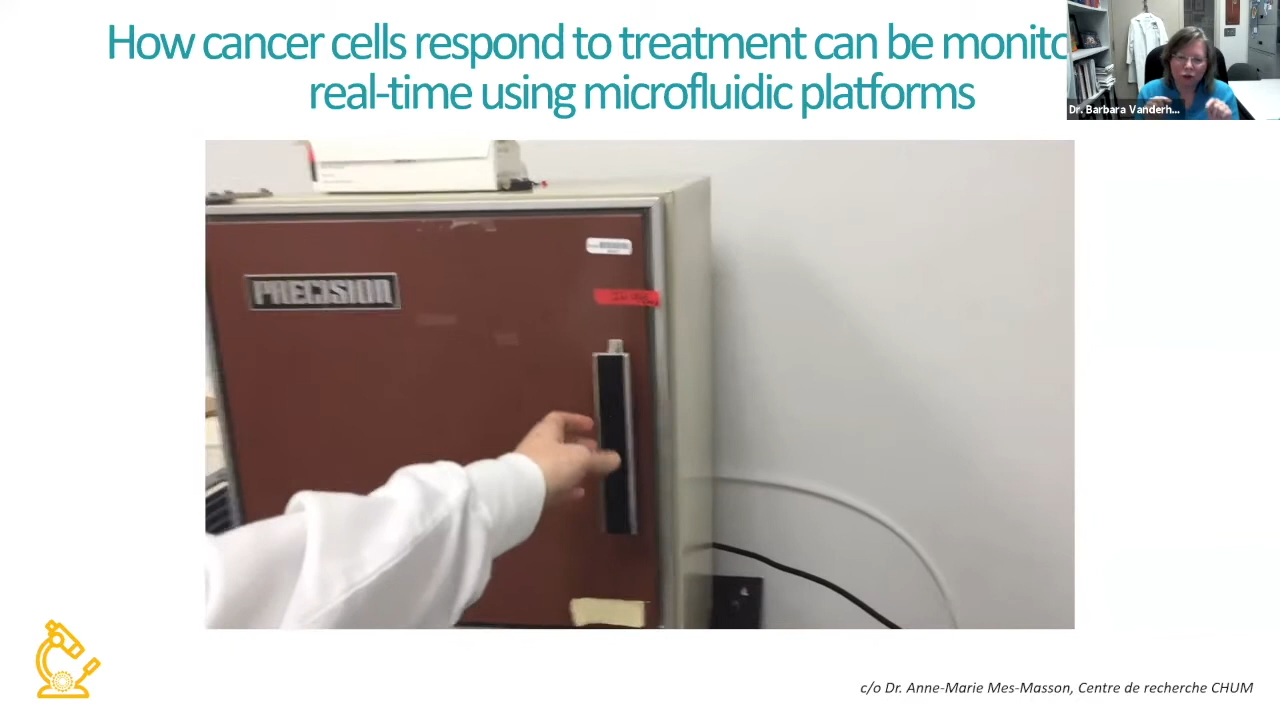 How cancer cells respond to treatment can be monito
real-time using microfluidic platforms
Dr. Barbara Vanderh...
PRECISION
c/o Dr. Anne-Marie Mes-Masson, Centre de recherche CHUM